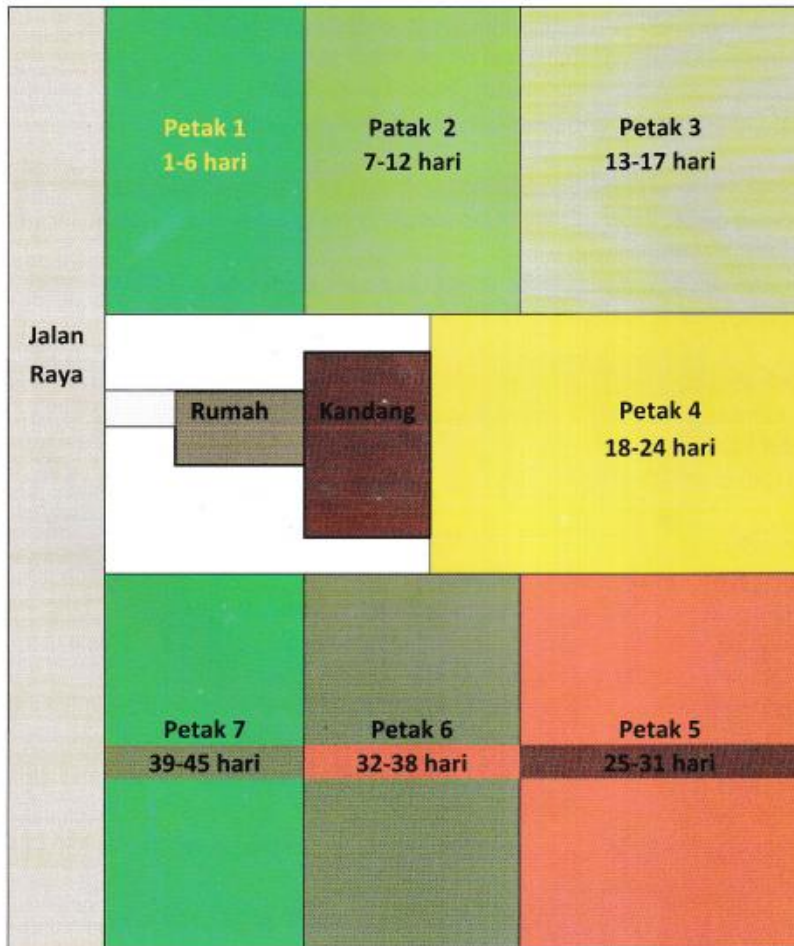 Petak 1
1-6 hari
Patak 2
7-12 hari
Petak 3
13-17 hari
Jalan
Raya
Rumah
Kandang
Petak 4
18-24 hari
Petak 7
39-45 hari
Petak 6
32-38 hari
Petak 5
25-31 hari